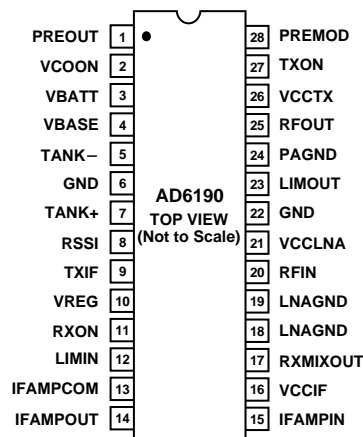 PREOUT 1
VCOON 2
VBATT 3
VBASE 4
TANK− 5
GND 6
TANK+ 7
RSSI 8
TXIF 9
VREG 10
RXON 11
LIMIN 12
IFAMPCOM 13
IFAMPOUT 14
AD6190
TOP VIEW
(Not to Scale)
28 PREMOD
27 TXON
26 VCCTX
25 RFOUT
24 PAGND
23 LIMOUT
22 GND
21 VCCLNA
20 RFIN
19 LNAGND
18 LNAGND
17 RXMIXOUT
16 VCCIF
15 IFAMPIN